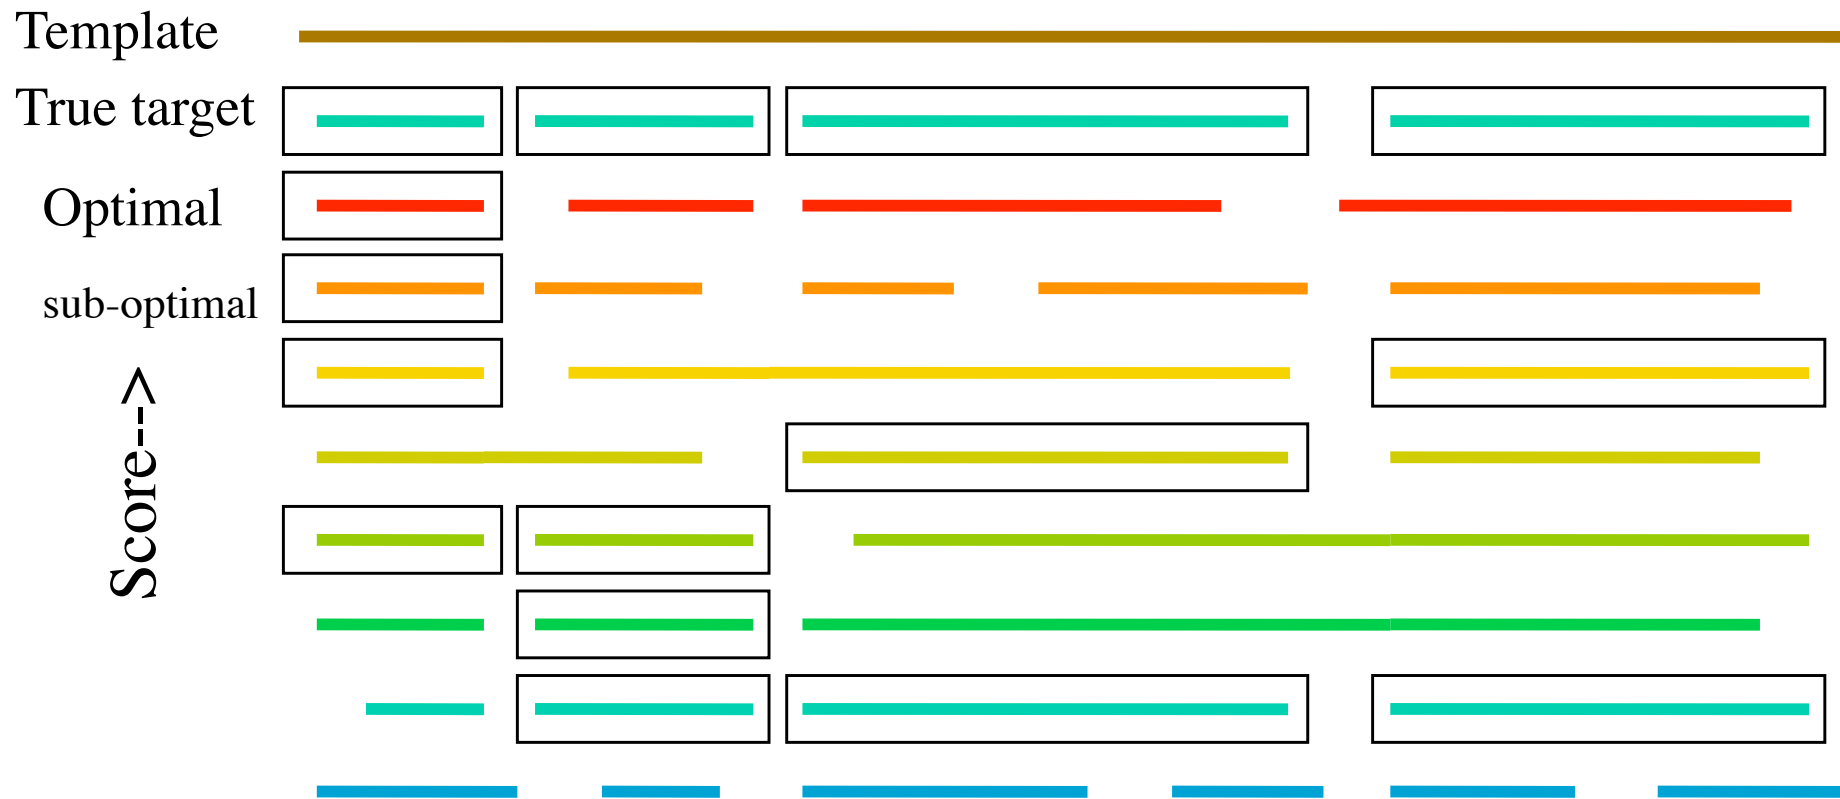 Template
True target
Optimal
sub-optimal
Score-->